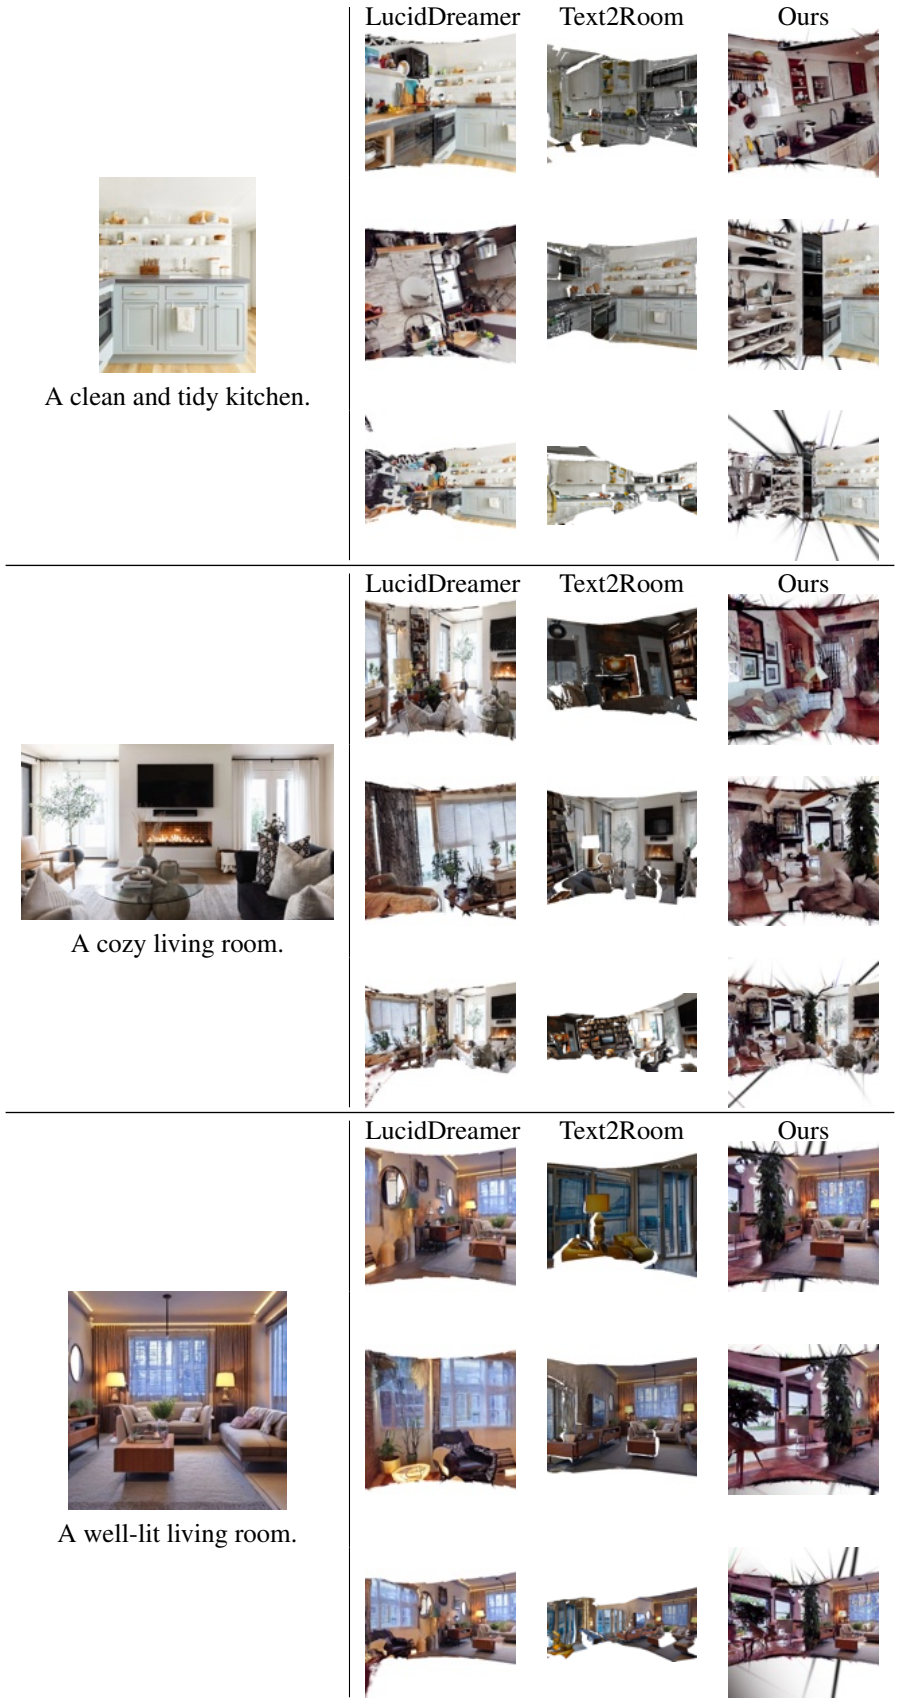 LucidDreamer Text2Room Ours
A clean and tidy kitchen.
LucidDreamer Text2Room Ours
A cozy living room.
LucidDreamer Text2Room Ours
A well-lit living room.